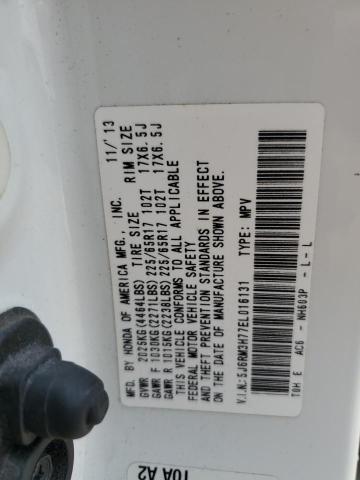 MFD. BY HONDA OF AMERICA MFG., INC. 11/13
TIRE SIZE RIM SIZE
GVWR 2025KG(4464LBS)
GAWR F 1030KG(2271LBS) 225/65R17 102T 17X6.5J
GAWR R 1015KG(2238LBS) 225/65R17 102T 17X6.5J
THIS VEHICLE CONFORMS TO ALL APPLICABLE
FEDERAL MOTOR VEHICLE SAFETY
AND THEFT PREVENTION STANDARDS IN EFFECT
ON THE DATE OF MANUFACTURE SHOWN ABOVE.
V.I.N.:5J6RM3H77EL016131 TYPE: MPV
T0H E AC6 - NH603P - L - L
T0A A2